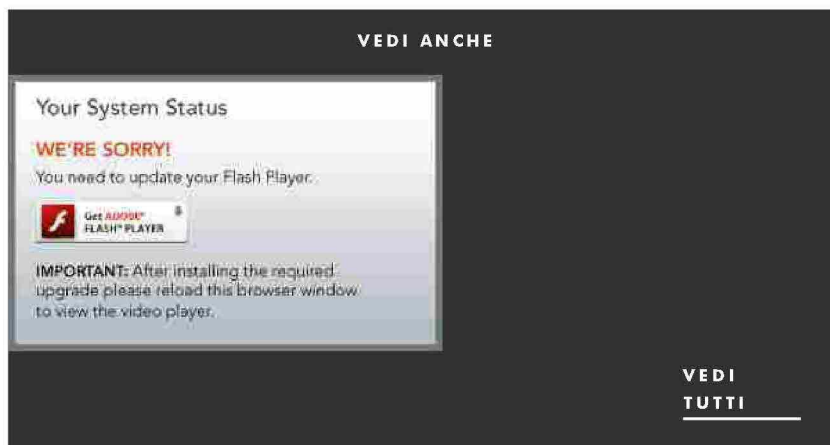 VEDI ANCHE
Your System Status
WE'RE SORRY!
You need to update your Flash Player.
Get ADOBE®
FLASH® PLAYER
IMPORTANT: After installing the required
upgrade please reload this browser window
to view the video player.
VEDI
TUTTI